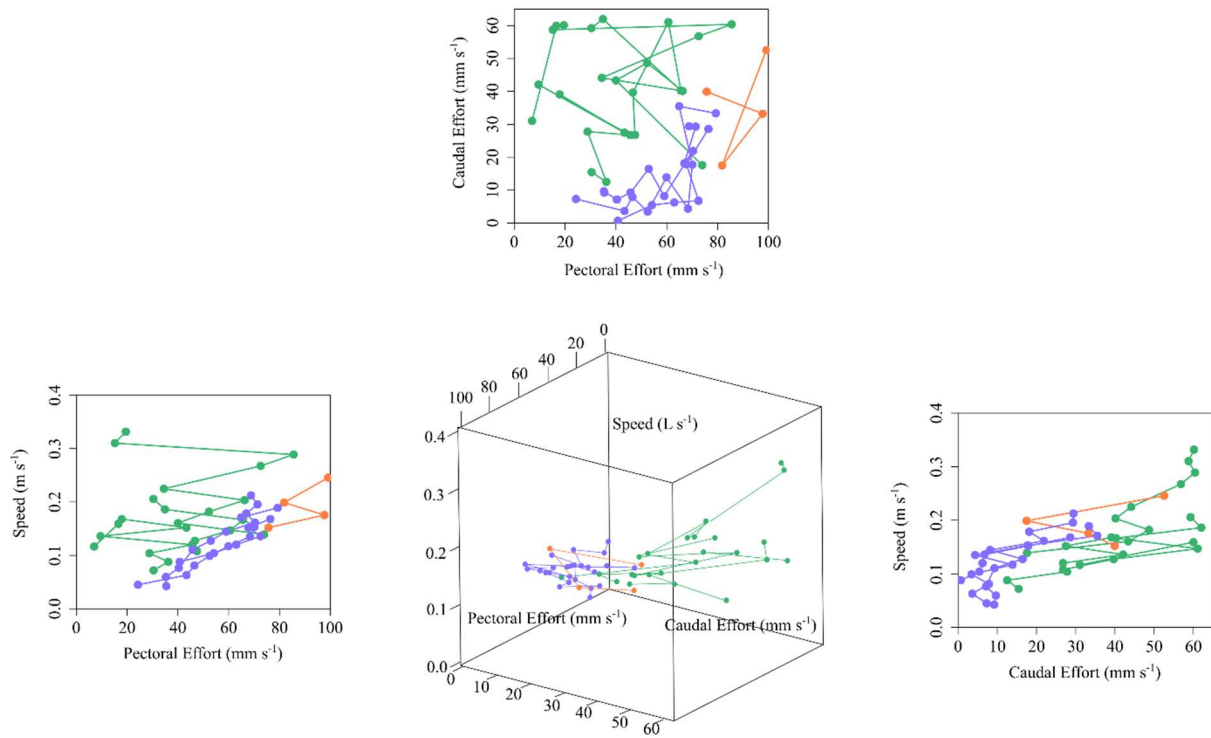 60
50
40
30
20
10
0
Caudal Effort (mm s⁻¹)
0 20 40 60 80 100
Pectoral Effort (mm s⁻¹)
0.4
0.3
0.2
0.1
0.0
Speed (m s⁻¹)
0 20 40 60 80 100
Pectoral Effort (mm s⁻¹)
0
20
40
60
80
100
Speed (L s⁻¹)
0.4
0.3
0.2
0.1
0.0
Pectoral Effort (mm s⁻¹)
Caudal Effort (mm s⁻¹)
0 10 20 30 40 50 60
0.4
0.3
0.2
0.1
0.0
Speed (m s⁻¹)
0 10 20 30 40 50 60
Caudal Effort (mm s⁻¹)